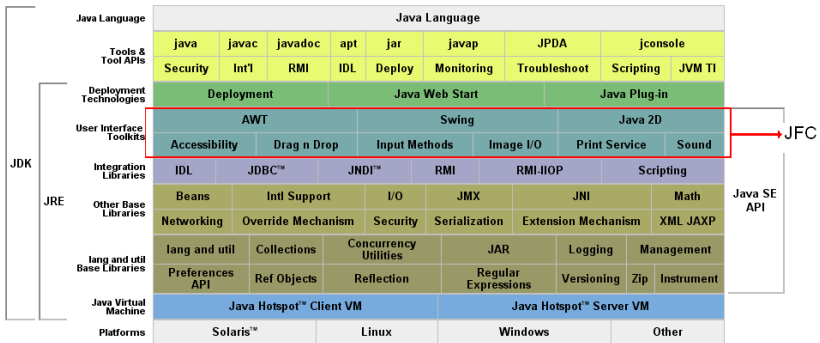 Java Language Java Language
Tools & Tool APIs
java javac javadoc apt jar javap JPDA jconsole
Security Int'l RMI IDL Deploy Monitoring Troubleshoot Scripting JVM TI
Deployment Technologies Deployment Java Web Start Java Plug-in
User Interface Toolkits
AWT Swing Java 2D
JFC
Accessibility Drag n Drop Input Methods Image I/O Print Service Sound
JDK
Integration Libraries IDL JDBC™ JNDI™ RMI RMI-IIOP Scripting
JRE
Other Base Libraries
Beans Intl Support I/O JMX JNI Math
Java SE API
Networking Override Mechanism Security Serialization Extension Mechanism XML JAXP
lang and util Base Libraries
lang and util Collections Concurrency Utilities JAR Logging Management
Preferences API Ref Objects Reflection Regular Expressions Versioning Zip Instrument
Java Virtual Machine Java Hotspot™ Client VM Java Hotspot™ Server VM
Platforms Solaris™ Linux Windows Other